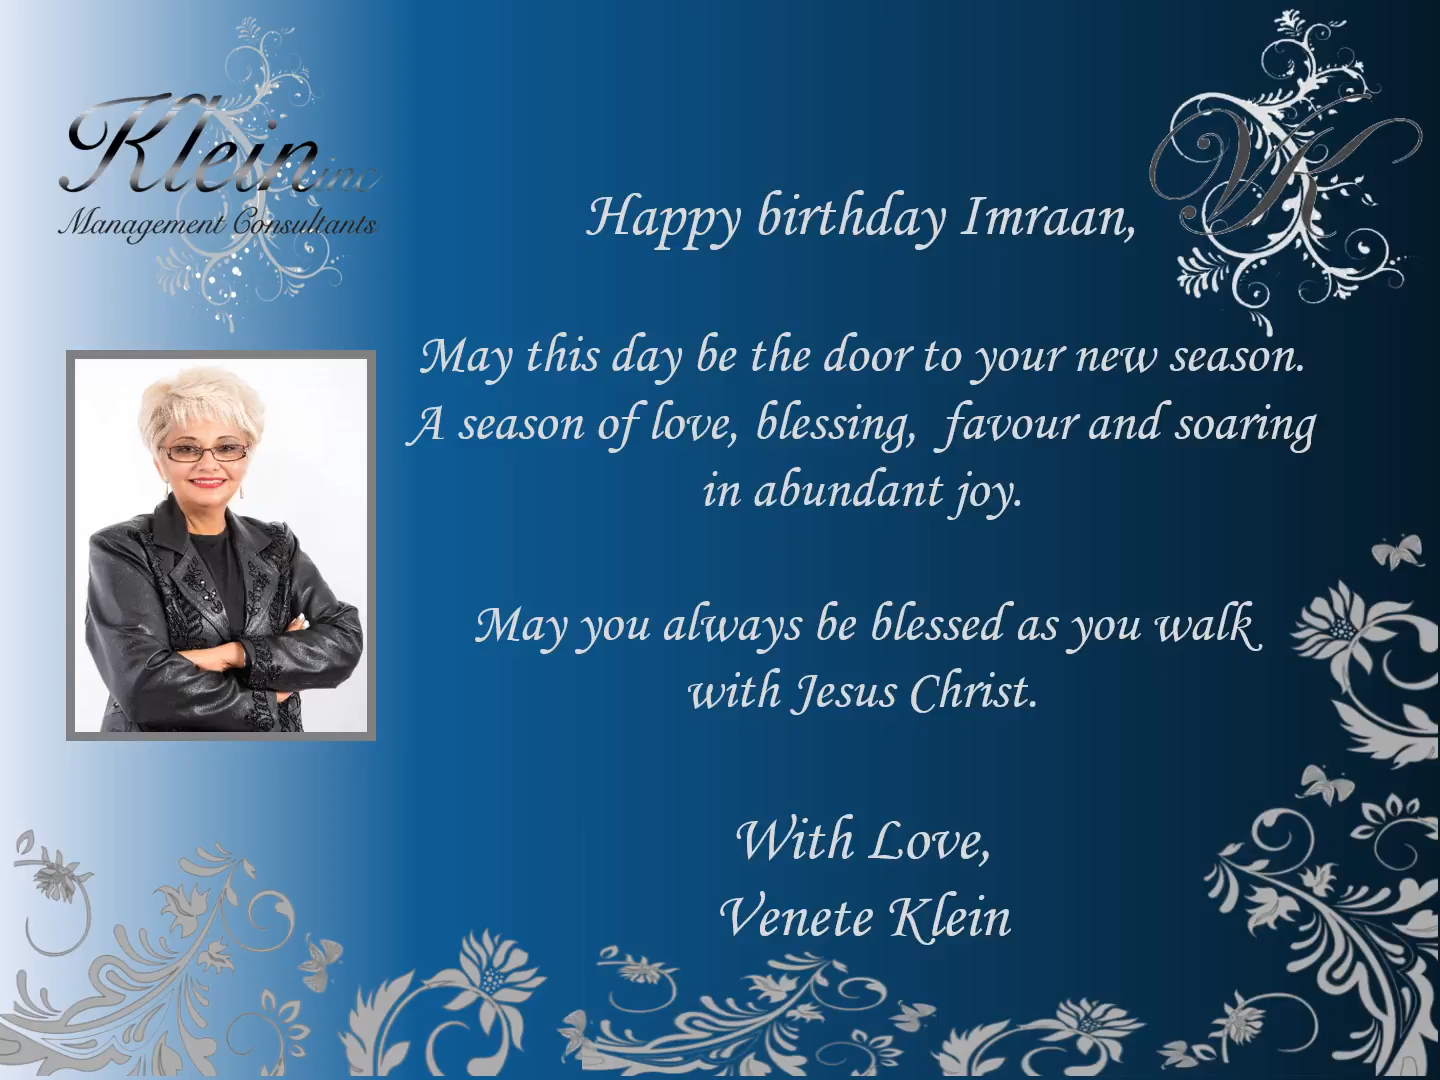 Klein inc
Management Consultants
VK
Happy birthday Imraan,
May this day be the door to your new season.
A season of love, blessing, favour and soaring
in abundant joy.
May you always be blessed as you walk
with Jesus Christ.
With Love,
Venete Klein